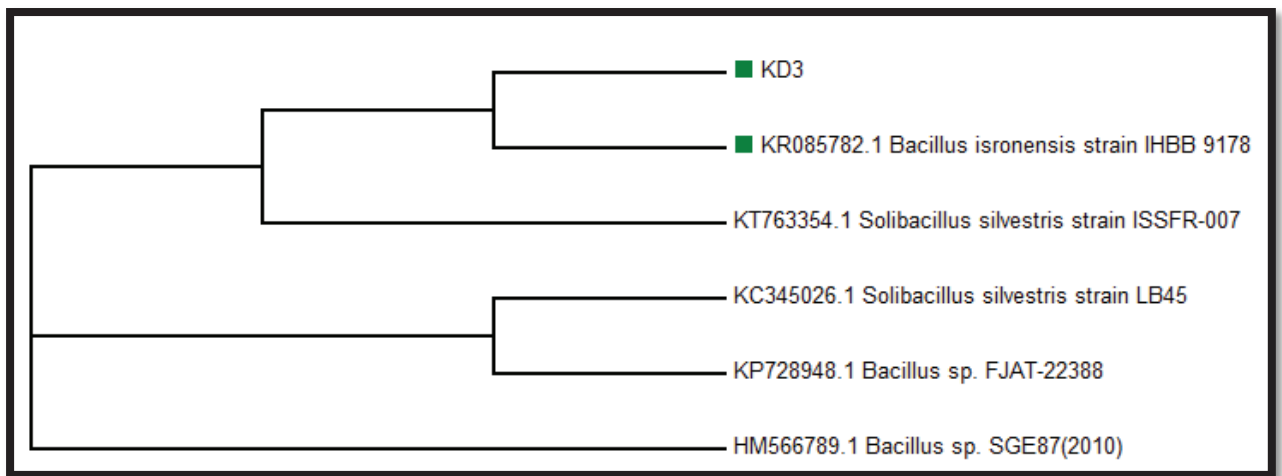 KD3
KR085782.1 Bacillus isronensis strain IHBB 9178
KT763354.1 Solibacillus silvestris strain ISSFR-007
KC345026.1 Solibacillus silvestris strain LB45
KP728948.1 Bacillus sp. FJAT-22388
HM566789.1 Bacillus sp. SGE87(2010)